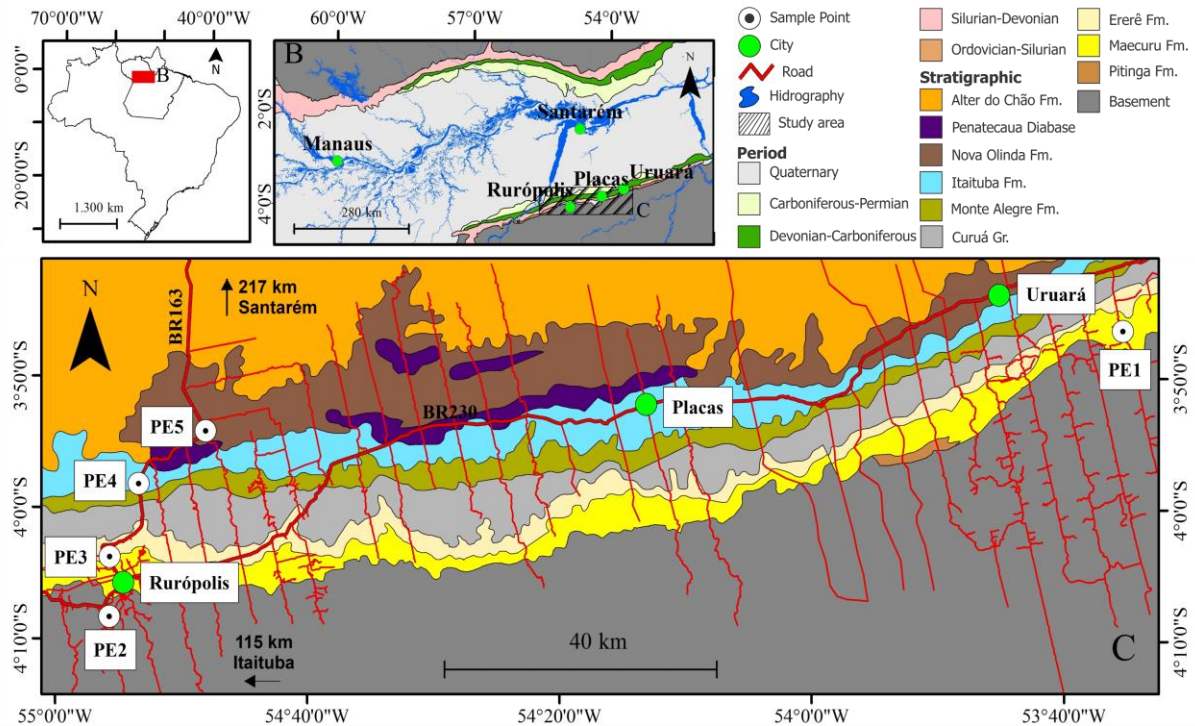 70°0'0"W
40°0'0"W
0°0'0"
20°0'0"S
N
B
1.300 km
60°0'0"W
57°0'0"W
54°0'0"W
2°0'0"S
4°0'0"S
B
N
Manaus
Santarém
Rurópolis
Placas
Uruará
280 km
C
Sample Point
City
Road
Hidrography
Study area
Period
Quaternary
Carboniferous-Permian
Devonian-Carboniferous
Silurian-Devonian
Ordovician-Silurian
Stratigraphic
Alter do Chão Fm.
Penatecaua Diabase
Nova Olinda Fm.
Itaituba Fm.
Monte Alegre Fm.
Curuá Gr.
Ererê Fm.
Maecuru Fm.
Pitinga Fm.
Basement
N
BR163
217 km
Santarém
Uruará
PE1
3°50'0"S
3°50'0"S
PE5
BR230
Placas
PE4
4°0'0"S
4°0'0"S
PE3
Rurópolis
PE2
4°10'0"S
4°10'0"S
115 km
Itaituba
40 km
C
55°0'0"W
54°40'0"W
54°20'0"W
54°0'0"W
53°40'0"W